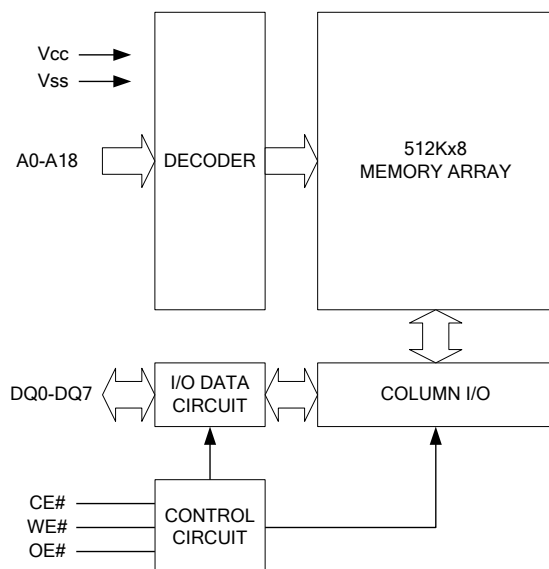 Vcc
Vss
A0-A18
DECODER
512Kx8
MEMORY ARRAY
DQ0-DQ7
I/O DATA
CIRCUIT
COLUMN I/O
CE#
WE#
OE#
CONTROL
CIRCUIT